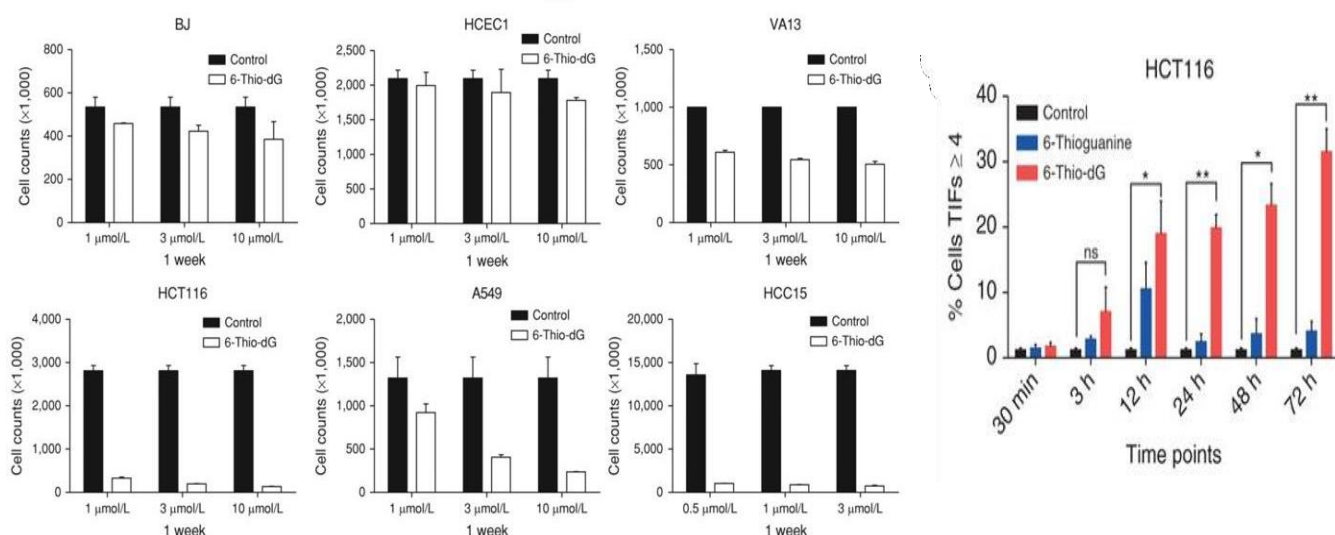 BJ
Control
6-Thio-dG
Cell counts (×1,000)
800
600
400
200
0
1 μmol/L 3 μmol/L 10 μmol/L
1 week
HCEC1
Control
6-Thio-dG
Cell counts (×1,000)
2,500
2,000
1,500
1,000
500
0
1 μmol/L 3 μmol/L 10 μmol/L
1 week
VA13
Control
6-Thio-dG
Cell counts (×1,000)
1,500
1,000
500
0
1 μmol/L 3 μmol/L 10 μmol/L
1 week
HCT116
Control
6-Thio-dG
Cell counts (×1,000)
4,000
3,000
2,000
1,000
0
1 μmol/L 3 μmol/L 10 μmol/L
1 week
A549
Control
6-Thio-dG
Cell counts (×1,000)
2,000
1,500
1,000
500
0
1 μmol/L 3 μmol/L 10 μmol/L
1 week
HCC15
Control
6-Thio-dG
Cell counts (×1,000)
15,000
10,000
5,000
0
0.5 μmol/L 1 μmol/L 3 μmol/L
1 week
HCT116
Control
6-Thioguanine
6-Thio-dG
% Cells TIFs ≥ 4
40
30
20
10
0
ns * ** * **
30 min 3 h 12 h 24 h 48 h 72 h
Time points